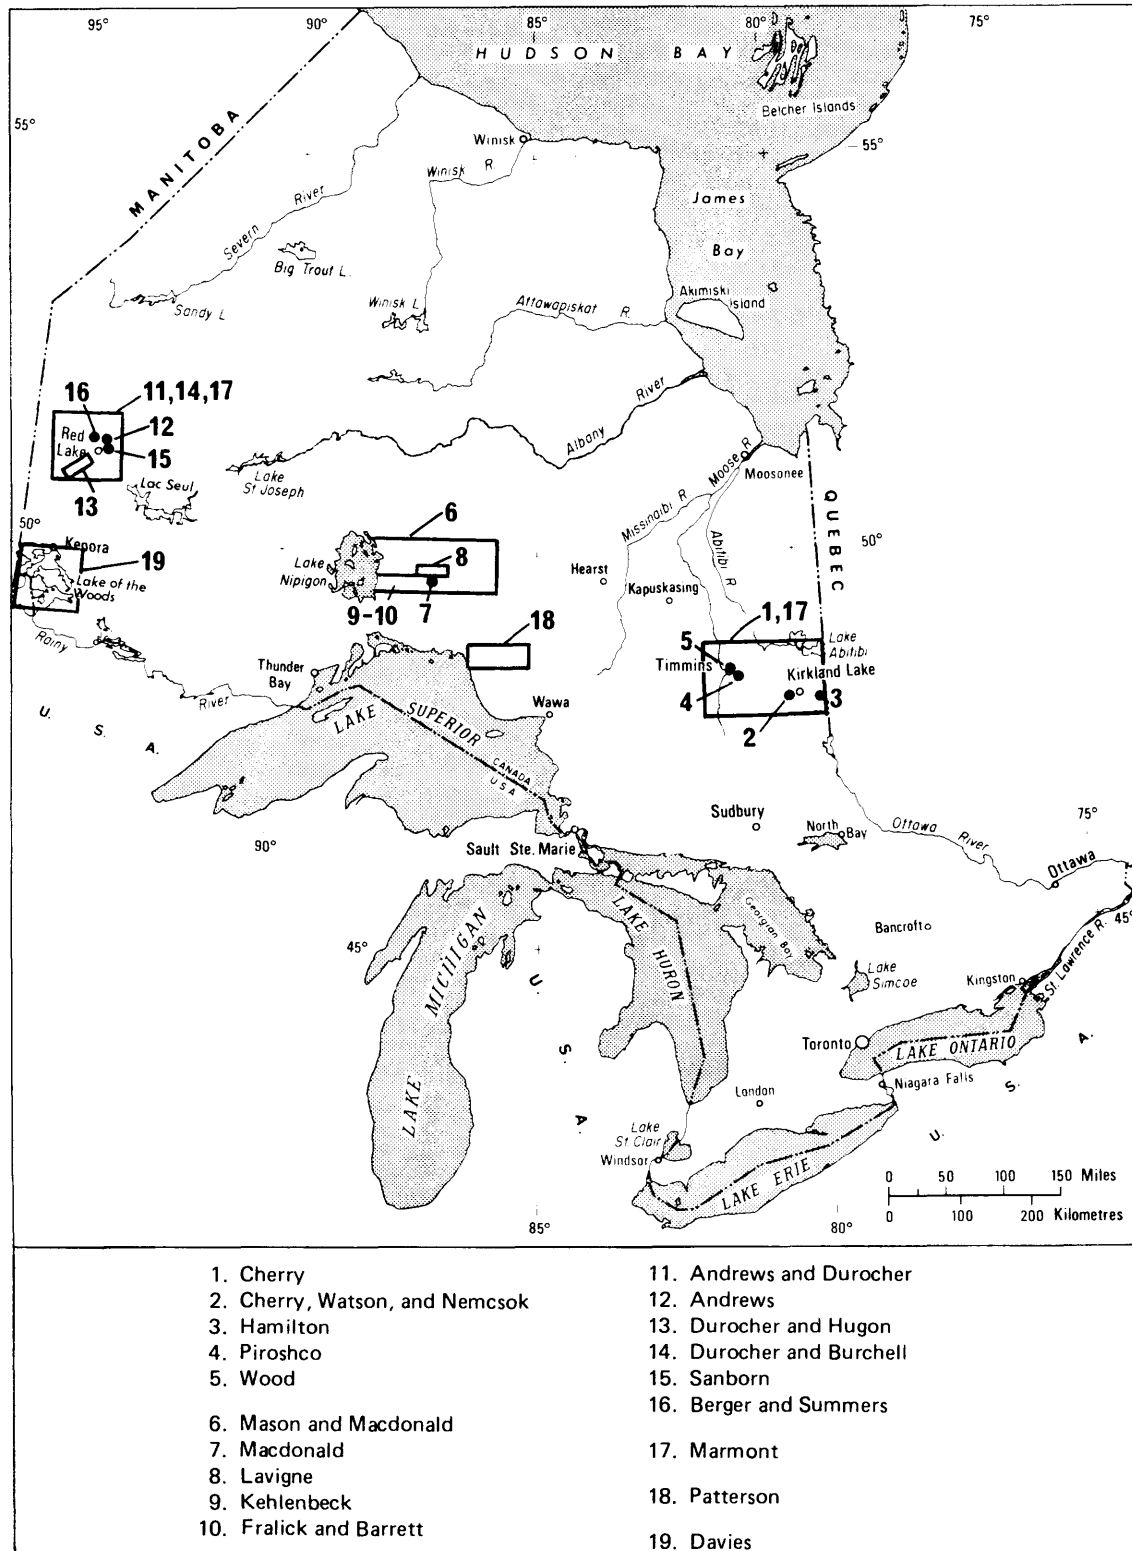 95°
90°
85°
80°
75°
HUDSON BAY
Belcher Islands
55°
MANITOBA
Winisk
55°
Winisk R
Severn River
James
Bay
Big Trout L.
Akimiski
Island
Sandy L
Winisk L
Attawapiskat R.
16
11,14,17
12
Red
Lake
15
13
Albany River
Lake
St Joseph
Lac Seul
Moose R
Moosonee
Missinaibi R
QUEBEC
50°
Kenora
6
50°
19
Lake of the
Woods
Lake
Nipigon
8
Hearst
Abitibi R
Kapuskasing
9-10
7
1,17
18
Lake
Abitibi
Rainy
River
Thunder
Bay
5
Timmins
Kirkland Lake
4
3
2
Wawa
U. S. A.
LAKE SUPERIOR
CANADA
USA
Sudbury
North
Bay
Ottawa River
75°
90°
Sault Ste. Marie
Ottawa
LAKE MICHIGAN
LAKE HURON
Georgian Bay
Bancroft
45°
45°
St. Lawrence R.
Lake
Simcoe
Kingston
U. S. A.
Toronto
LAKE ONTARIO
Niagara Falls
U. S. A.
London
Lake
St Clair
Windsor
LAKE ERIE
0 50 100 150 Miles
0 100 200 Kilometres
85°
80°
1. Cherry
2. Cherry, Watson, and Nemcsok
3. Hamilton
4. Piroshco
5. Wood
6. Mason and Macdonald
7. Macdonald
8. Lavigne
9. Kehlenbeck
10. Fralick and Barrett
11. Andrews and Durocher
12. Andrews
13. Durocher and Hugon
14. Durocher and Burchell
15. Sanborn
16. Berger and Summers
17. Marmont
18. Patterson
19. Davies